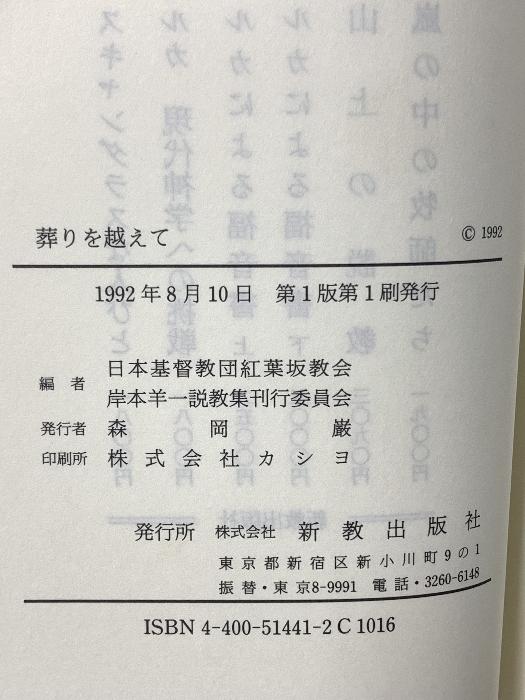 葬りを越えて
© 1992
1992年8月10日 第1版第1刷発行
編者 日本基督教団紅葉坂教会
岸本羊一説教集刊行委員会
発行者 森岡巌
印刷所 株式会社カショ
発行所 株式会社 新教出版社
東京都新宿区新小川町9の1
振替・東京8-9991 電話・3260-6148
ISBN 4-400-51441-2 C 1016